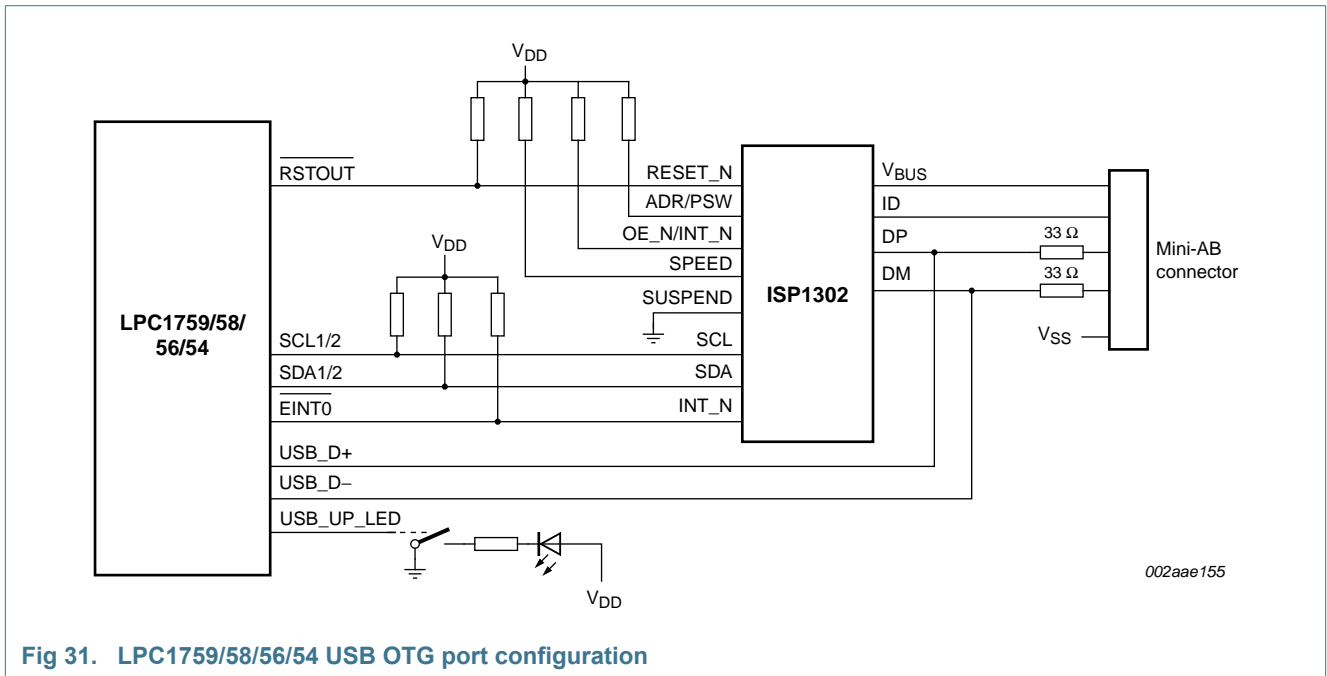 VDD
RSTOUT
RESET_N
VBUS
ADR/PSW
ID
OE_N/INT_N
DP
33 Ω
VDD
SPEED
DM
33 Ω
Mini-AB
connector
SUSPEND
ISP1302
LPC1759/58/
56/54
SCL1/2
SCL
VSS
SDA1/2
SDA
EINT0
INT_N
USB_D+
USB_D−
USB_UP_LED
VDD
002aae155
Fig 31. LPC1759/58/56/54 USB OTG port configuration